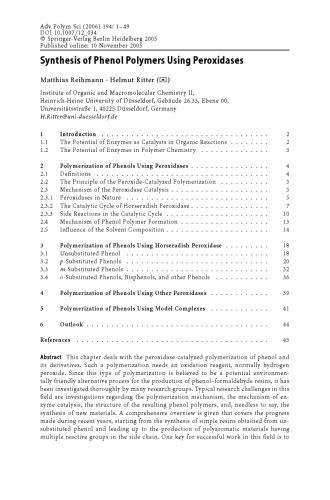 Adv Polym Sci (2006) 194: 1–49
DOI 10.1007/12_034
© Springer-Verlag Berlin Heidelberg 2005
Published online: 10 November 2005
Synthesis of Phenol Polymers Using Peroxidases
Matthias Reihmann · Helmut Ritter (✉)
Institute of Organic and Macromolecular Chemistry II,
Heinrich-Heine University of Düsseldorf, Gebäude 26.33, Ebene 00,
Universitätsstraße 1, 40225 Düsseldorf, Germany
H.Ritter@uni-duesseldorf.de
1 Introduction . . . . . . . . . . 2
1.1 The Potential of Enzymes as Catalysts in Organic Reactions . . . . . . . . 2
1.2 The Potential of Enzymes in Polymer Chemistry . . . . . . . . . . 3
2 Polymerization of Phenols Using Peroxidases . . . . . . . . . . 4
2.1 Definitions . . . . . . . . . . 4
2.2 The Principle of the Peroxide-Catalyzed Polymerization . . . . . . . . . . 5
2.3 Mechanism of the Peroxidase Catalysis . . . . . . . . . . 5
2.3.1 Peroxidases in Nature . . . . . . . . . . 5
2.3.2 The Catalytic Cycle of Horseradish Peroxidase . . . . . . . . . . 7
2.3.3 Side Reactions in the Catalytic Cycle . . . . . . . . . . 10
2.4 Mechanism of Phenol Polymer Formation . . . . . . . . . . 13
2.5 Influence of the Solvent Composition . . . . . . . . . . 14
3 Polymerization of Phenols Using Horseradish Peroxidase . . . . . . . . . 18
3.1 Unsubstituted Phenol . . . . . . . . . . 18
3.2 p-Substituted Phenols . . . . . . . . . . 20
3.3 m-Substituted Phenols . . . . . . . . . . 32
3.4 o-Substituted Phenols, Bisphenols, and other Phenols . . . . . . . . . . 36
4 Polymerization of Phenols Using Other Peroxidases . . . . . . . . . . 39
5 Polymerization of Phenols Using Model Complexes . . . . . . . . . . 41
6 Outlook . . . . . . . . . . 44
References . . . . . . . . . . 45
Abstract This chapter deals with the peroxidase-catalyzed polymerization of phenol and
its derivatives. Such a polymerization needs an oxidation reagent, normally hydrogen
peroxide. Since this type of polymerization is believed to be a potential environmen-
tally friendly alternative process for the production of phenol–formaldehyde resins, it has
been investigated thoroughly by many research groups. Typical research challenges in this
field are investigations regarding the polymerization mechanism, the mechanism of en-
zyme catalysis, the structure of the resulting phenol polymers, and, needless to say, the
synthesis of new materials. A comprehensive overview is given that covers the progress
made during recent years, starting from the synthesis of simple resins obtained from un-
substituted phenol and leading up to the production of polyaromatic materials having
multiple reactive groups in the side chain. One key for successful work in this field is to